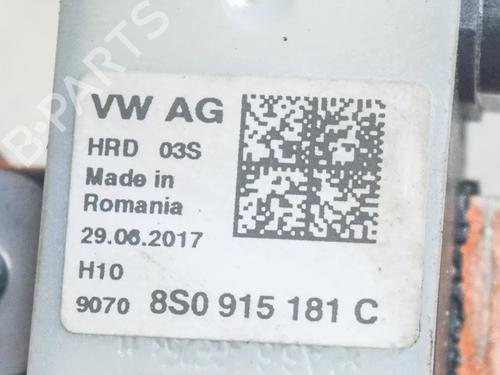 VW AG
HRD 03S
Made in
Romania
29.06.2017
H10
9070 8S0 915 181 C
B-PARTS